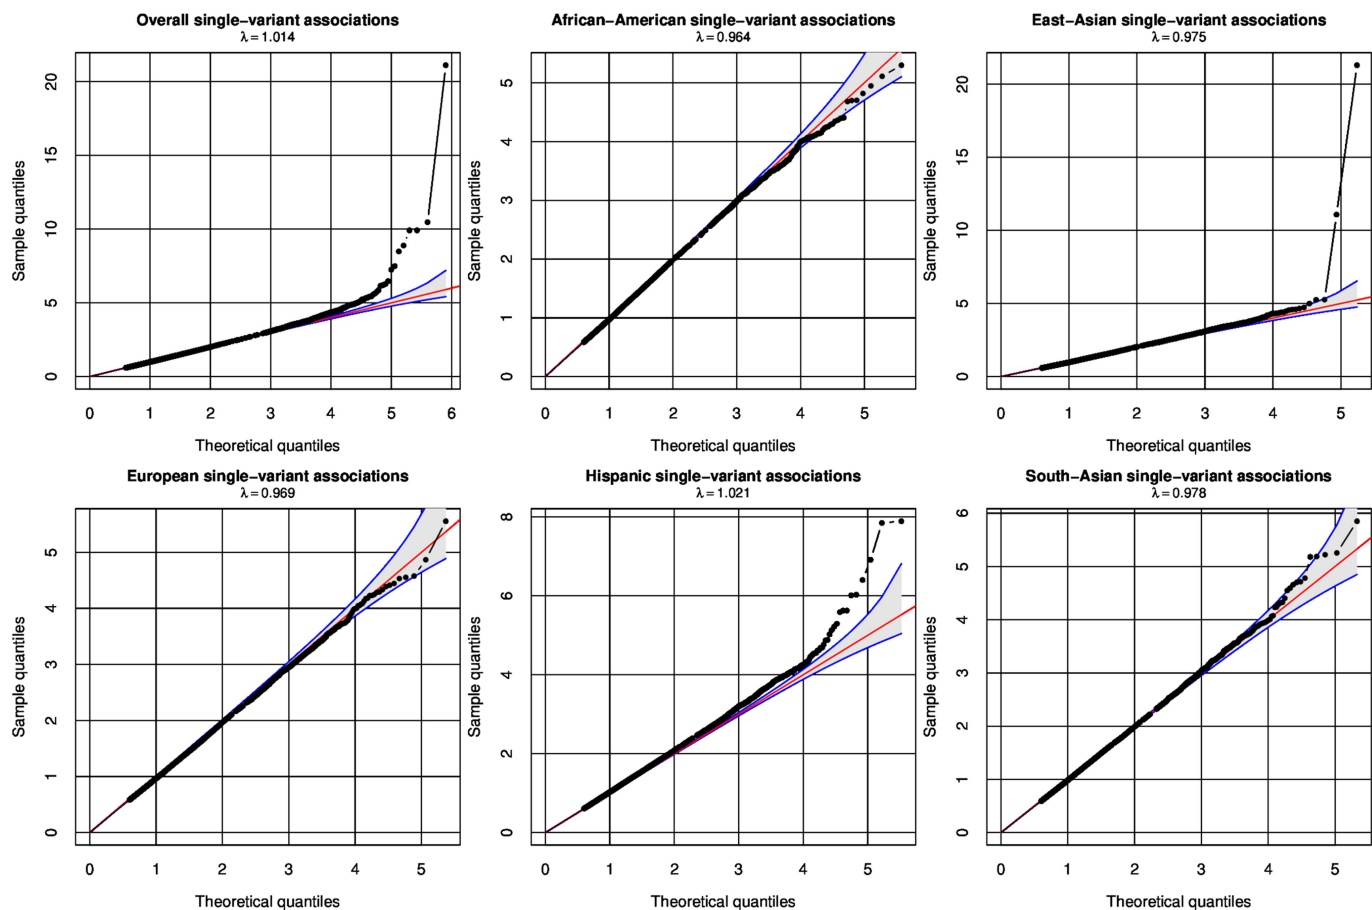 Overall single−variant associations
λ = 1.014
Sample quantiles
20
15
10
5
0
0 1 2 3 4 5 6
Theoretical quantiles
African−American single−variant associations
λ = 0.964
Sample quantiles
5
4
3
2
1
0
0 1 2 3 4 5
Theoretical quantiles
East−Asian single−variant associations
λ = 0.975
Sample quantiles
20
15
10
5
0
0 1 2 3 4 5
Theoretical quantiles
European single−variant associations
λ = 0.969
Sample quantiles
5
4
3
2
1
0
0 1 2 3 4 5
Theoretical quantiles
Hispanic single−variant associations
λ = 1.021
Sample quantiles
8
6
4
2
0
0 1 2 3 4 5
Theoretical quantiles
South−Asian single−variant associations
λ = 0.978
Sample quantiles
6
5
4
3
2
1
0
0 1 2 3 4 5
Theoretical quantiles